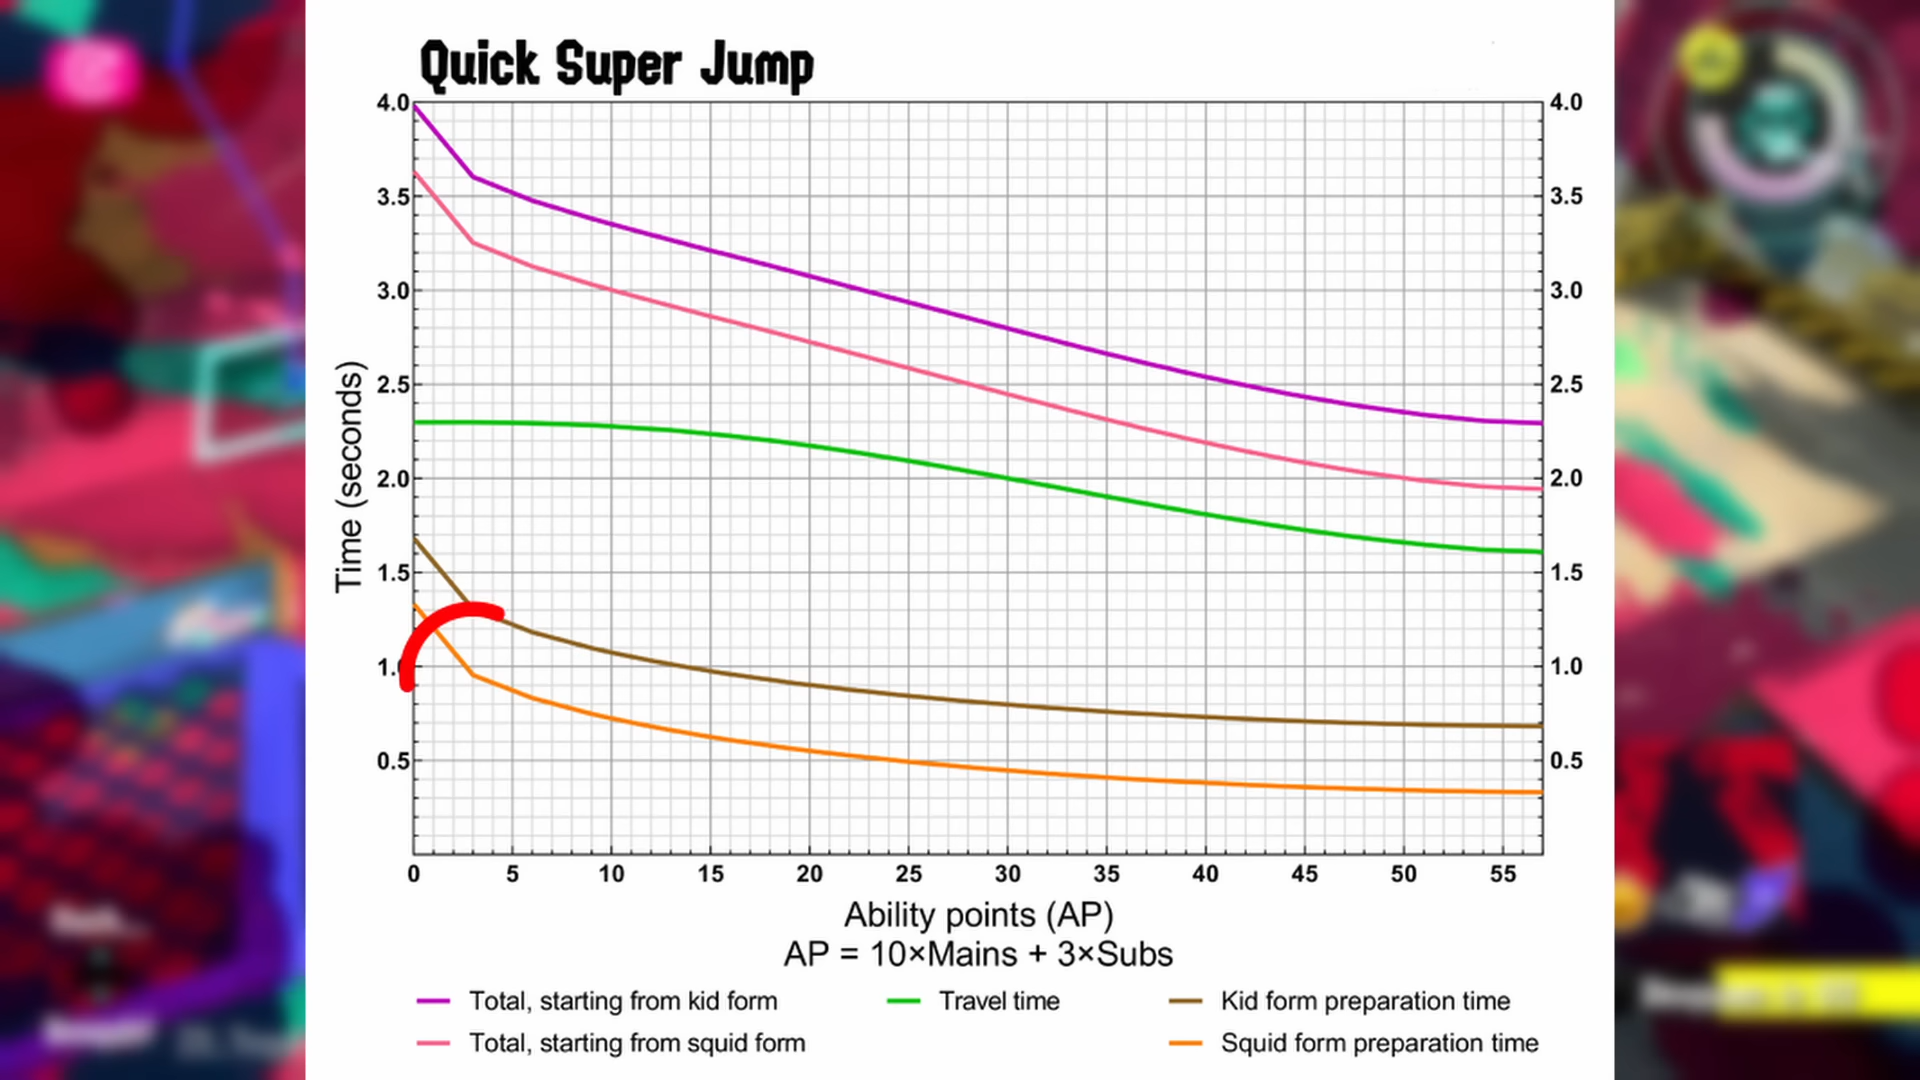 Quick Super Jump
4.0 4.0
3.5 3.5
3.0 3.0
2.5 2.5
2.0 2.0
1.5 1.5
1.0 1.0
0.5 0.5
Time (seconds)
0 5 10 15 20 25 30 35 40 45 50 55
Ability points (AP)
AP = 10×Mains + 3×Subs
Total, starting from kid form Travel time Kid form preparation time
Total, starting from squid form Squid form preparation time